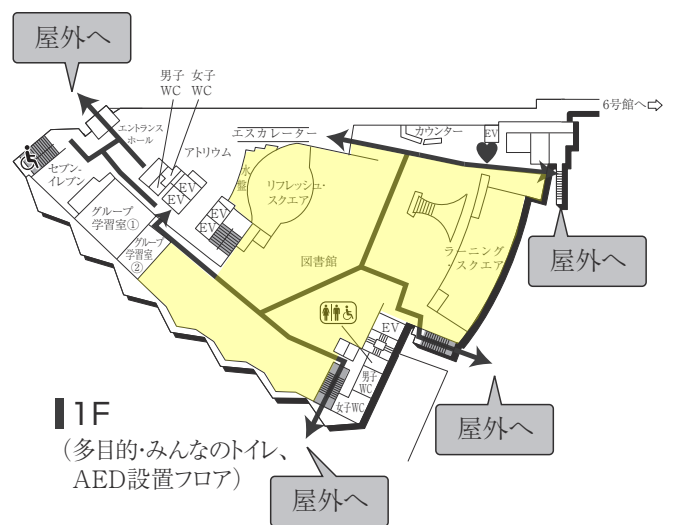 屋外へ
男子 女子
WC WC
6号館へ⇨
エントランス
ホール
アトリウム
エスカレーター
カウンター
EV
セブン-
イレブン
水盤
リフレッシュ・
スクエア
EV
EV
EV
EV
グループ
学習室①
グループ
学習室
②
図書館
ラーニング
・スクエア
屋外へ
EV
男子
WC
女子WC
屋外へ
1F
(多目的・みんなのトイレ、
AED設置フロア)
屋外へ